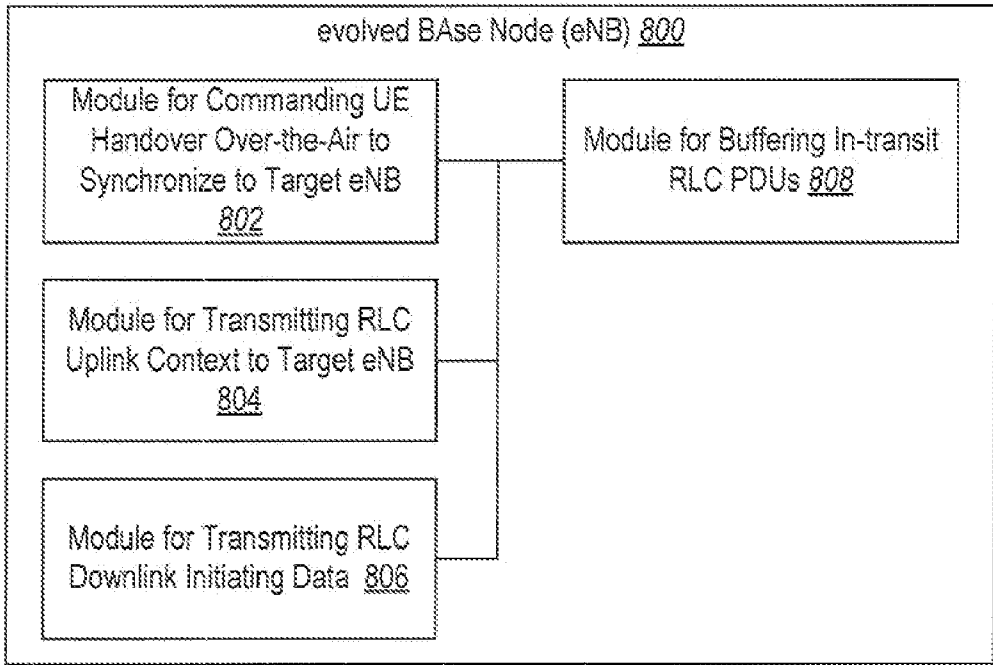 evolved BAse Node (eNB) 800
Module for Commanding UE
Handover Over-the-Air to
Synchronize to Target eNB
802
Module for Buffering In-transit
RLC PDUs 808
Module for Transmitting RLC
Uplink Context to Target eNB
804
Module for Transmitting RLC
Downlink Initiating Data 806